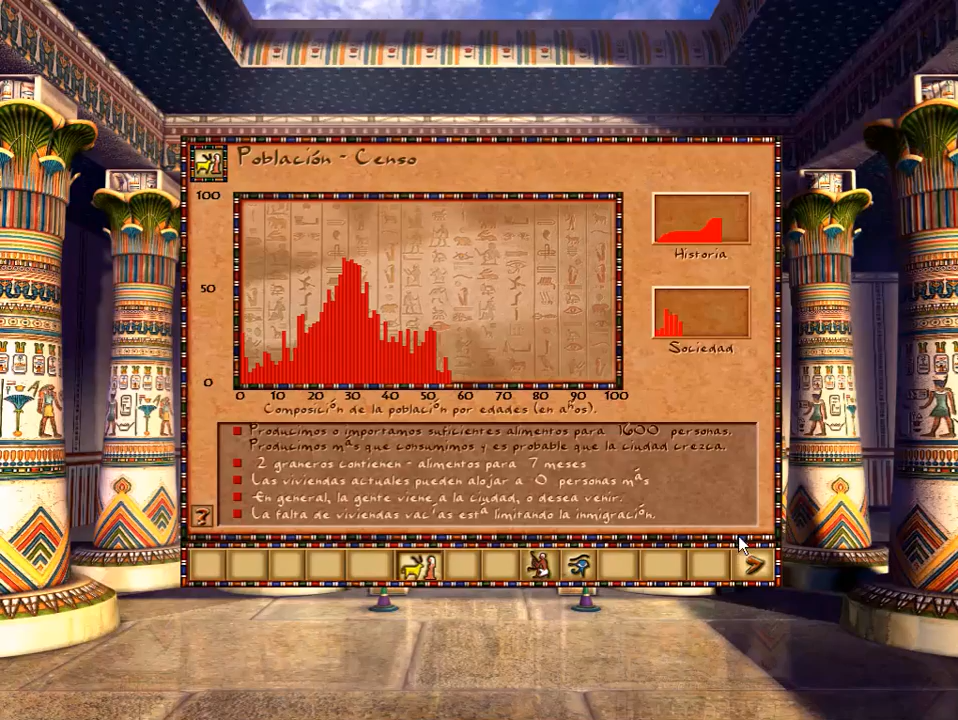 Población - Censo
100
50
0
0 10 20 30 40 50 60 70 80 90 100
Composición de la población por edades (en años).
Historia
Sociedad
Producimos o importamos suficientes alimentos para 1600 personas.
Producimos más que consumimos y es probable que la ciudad crezca.
2 graneros contienen - alimentos para 7 meses
Las viviendas actuales pueden alojar a 0 personas más
En general, la gente viene a la ciudad, o desea venir.
La falta de viviendas vacías está limitando la inmigración.
?